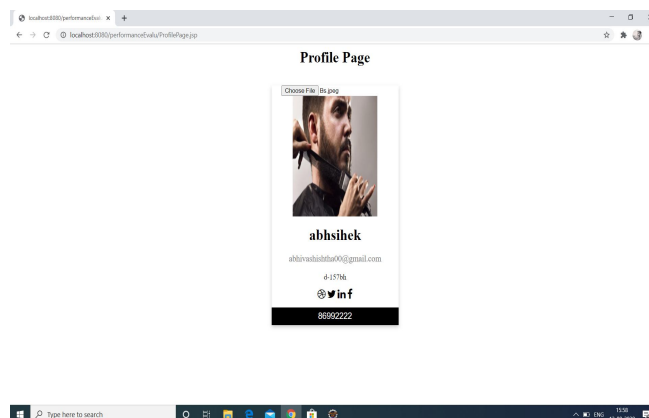 localhost:8080/performanceEval
localhost:8080/performanceEvalu/ProfilePage.jsp
Profile Page
Choose File Bs.jpeg
abhsihek
abhivashishtha00@gmail.com
d-157bh
86992222
Type here to search
ENG
15:58